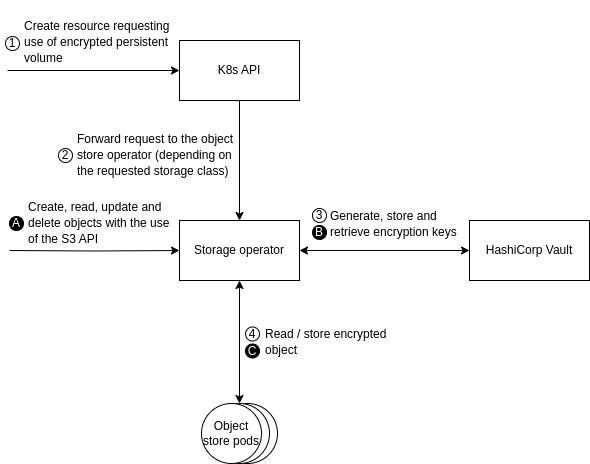 Create resource requesting
1 use of encrypted persistent
volume
K8s API
Forward request to the object
2 store operator (depending on
the requested storage class)
Create, read, update and
A delete objects with the use
of the S3 API
Storage operator
3 Generate, store and
B retrieve encryption keys
HashiCorp Vault
4 Read / store encrypted
C object
Object
store pods